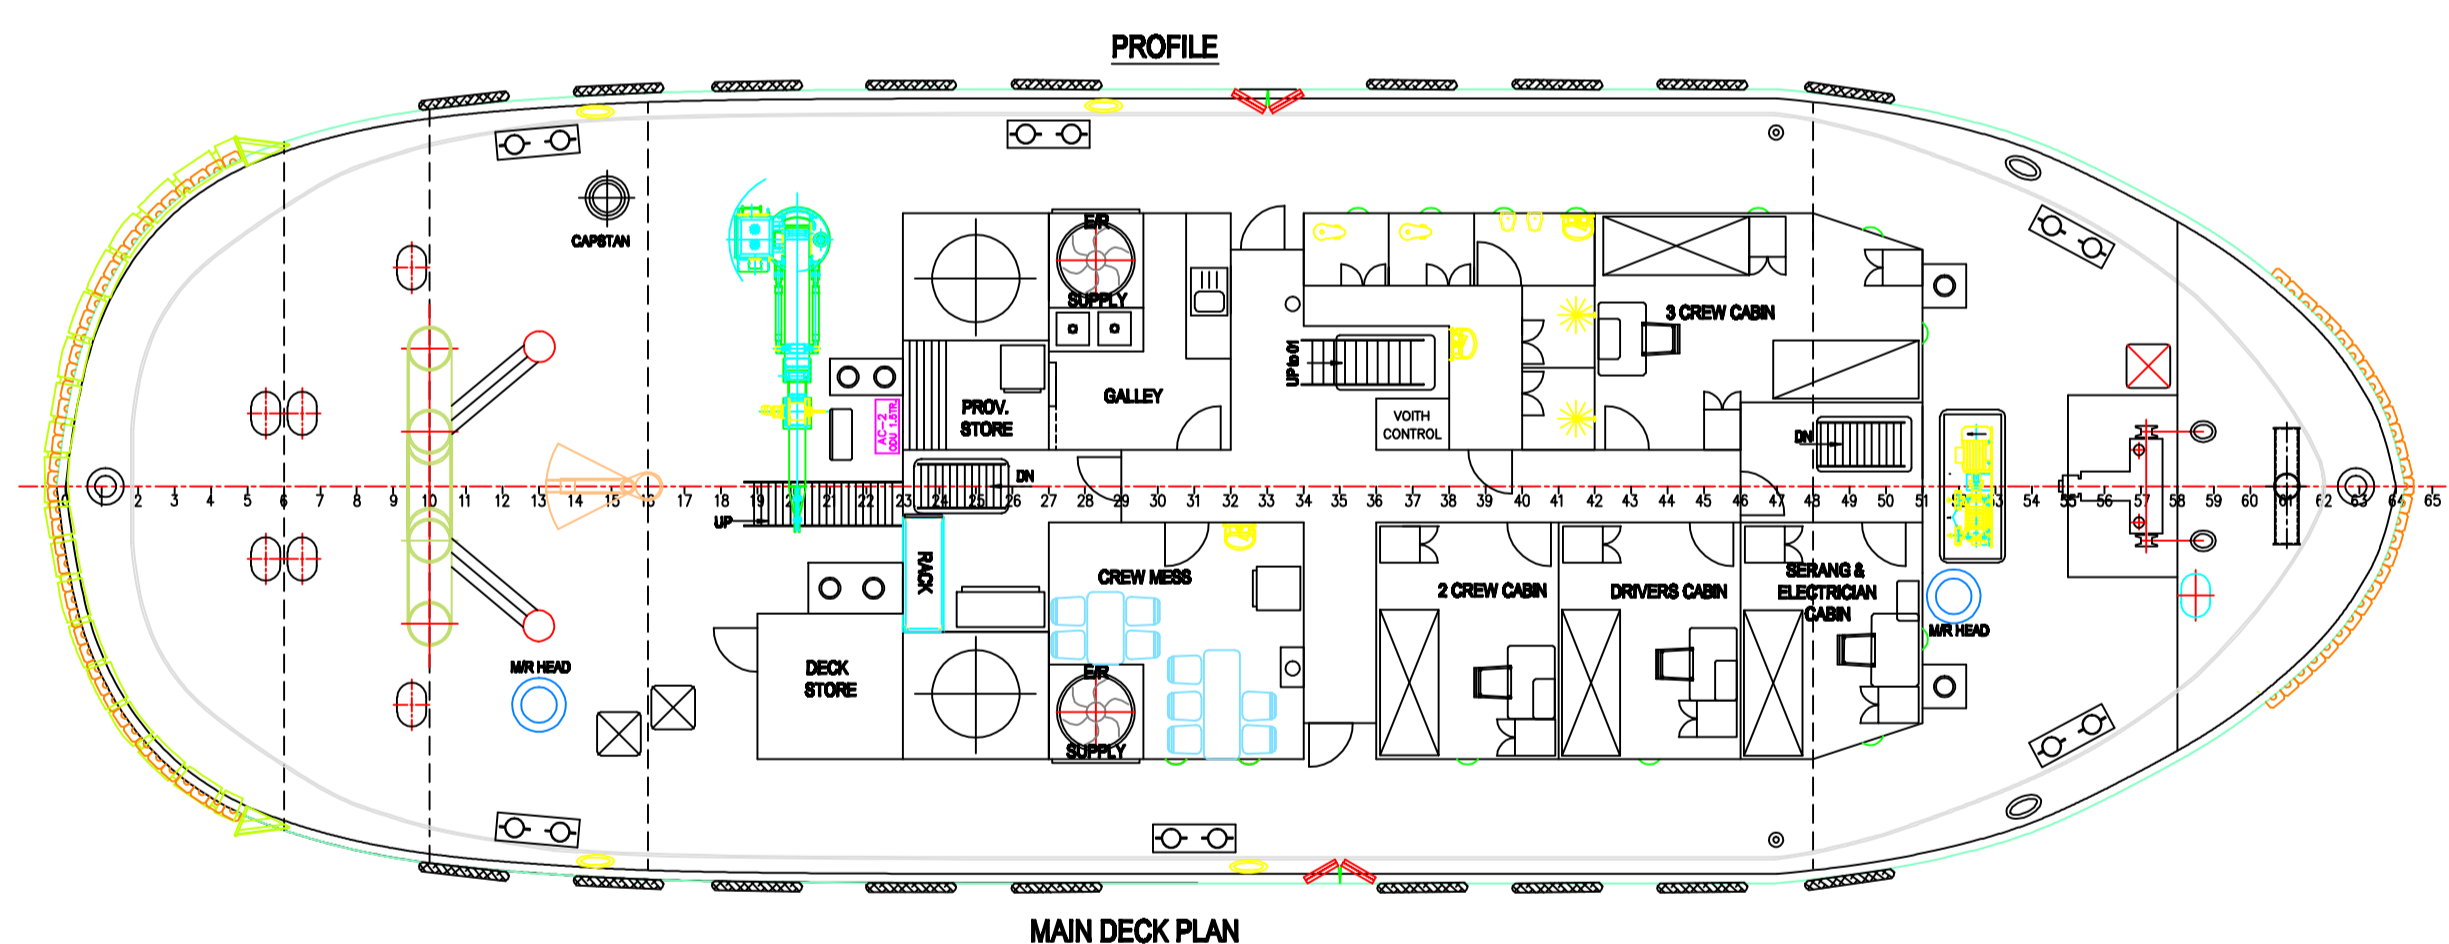 PROFILE
CAPSTAN
E/R
SUPPLY
GALLEY
PROV.
STORE
AC-2
ODU 1.5TR.
UP to 01
VOITH
CONTROL
3 CREW CABIN
DN
DN
UP
2 3 4 5 6 7 8 9 10 11 12 13 14 15 16 17 18 19 20 21 22 23 24 25 26 27 28 29 30 31 32 33 34 35 36 37 38 39 40 41 42 43 44 45 46 47 48 49 50 51 53 54 55 56 57 58 59 60 61 62 63 64 65
RACK
CREW MESS
2 CREW CABIN
DRIVERS CABIN
SERANG &
ELECTRICIAN
CABIN
M/R HEAD
M/R HEAD
DECK
STORE
E/R
SUPPLY
MAIN DECK PLAN